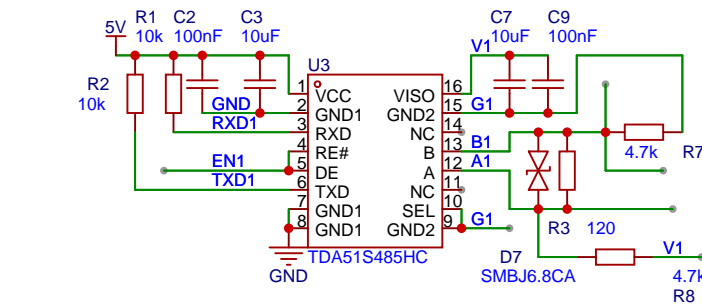 5V
R1
10k
C2
100nF
C3
10uF
R2
10k
GND
RXD1
EN1
TXD1
GND
U3
1 VCC VISO 16
2 GND1 GND2 15
3 RXD NC 14
4 RE# B 13
5 DE A 12
6 TXD NC 11
7 GND1 SEL 10
8 GND1 GND2 9
TDA51S485HC
V1
G1
B1
A1
G1
C7
10uF
C9
100nF
4.7k
R7
R3
120
D7
SMBJ6.8CA
V1
4.7k
R8